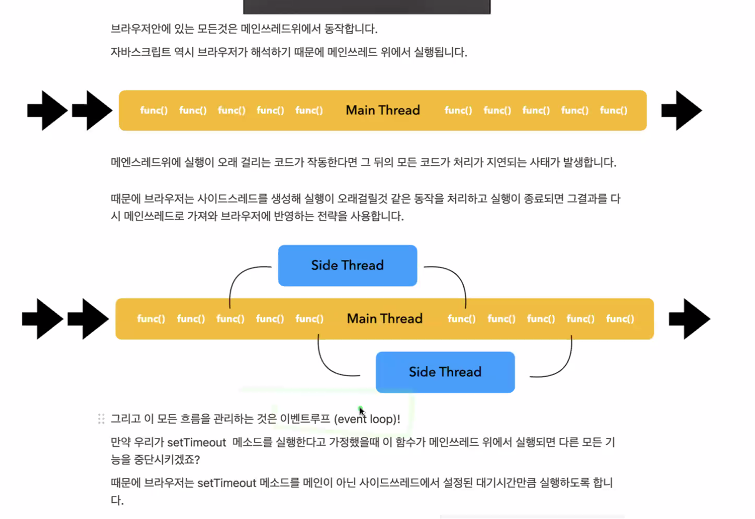 브라우저안에 있는 모든것은 메인쓰레드위에서 동작합니다.
자바스크립트 역시 브라우저가 해석하기 때문에 메인쓰레드 위에서 실행됩니다.
func() func() func() func() func() Main Thread func() func() func() func() func()
메엔스레드위에 실행이 오래 걸리는 코드가 작동한다면 그 뒤의 모든 코드가 처리가 지연되는 사태가 발생합니다.
때문에 브라우저는 사이드스레드를 생성해 실행이 오래걸릴것 같은 동작을 처리하고 실행이 종료되면 그결과를 다
시 메인쓰레드로 가져와 브라우저에 반영하는 전략을 사용합니다.
Side Thread
func() func() func() func() func() Main Thread func() func() func() func() func()
Side Thread
그리고 이 모든 흐름을 관리하는 것은 이벤트루프 (event loop)!
만약 우리가 setTimeout 메소드를 실행한다고 가정했을때 이 함수가 메인쓰레드 위에서 실행되면 다른 모든 기
능을 중단시키겠죠?
때문에 브라우저는 setTimeout 메소드를 메인이 아닌 사이드쓰레드에서 설정된 대기시간만큼 실행하도록 합니
다.